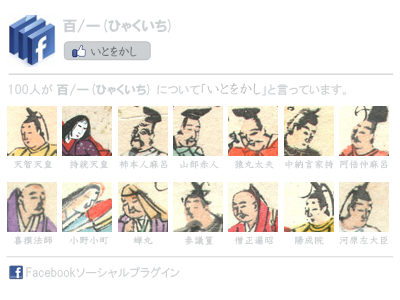 百/一(ひゃくいち)
いとをかし
100人が 百/一(ひゃくいち) について「いとをかし」と言っています。
天智天皇 持統天皇 柿本人麻呂 山部赤人 猿丸太夫 中納言家持 阿倍仲麻呂
喜撰法師 小野小町 蝉丸 参議篁 僧正遍昭 陽成院 河原左大臣
Facebookソーシャルプラグイン